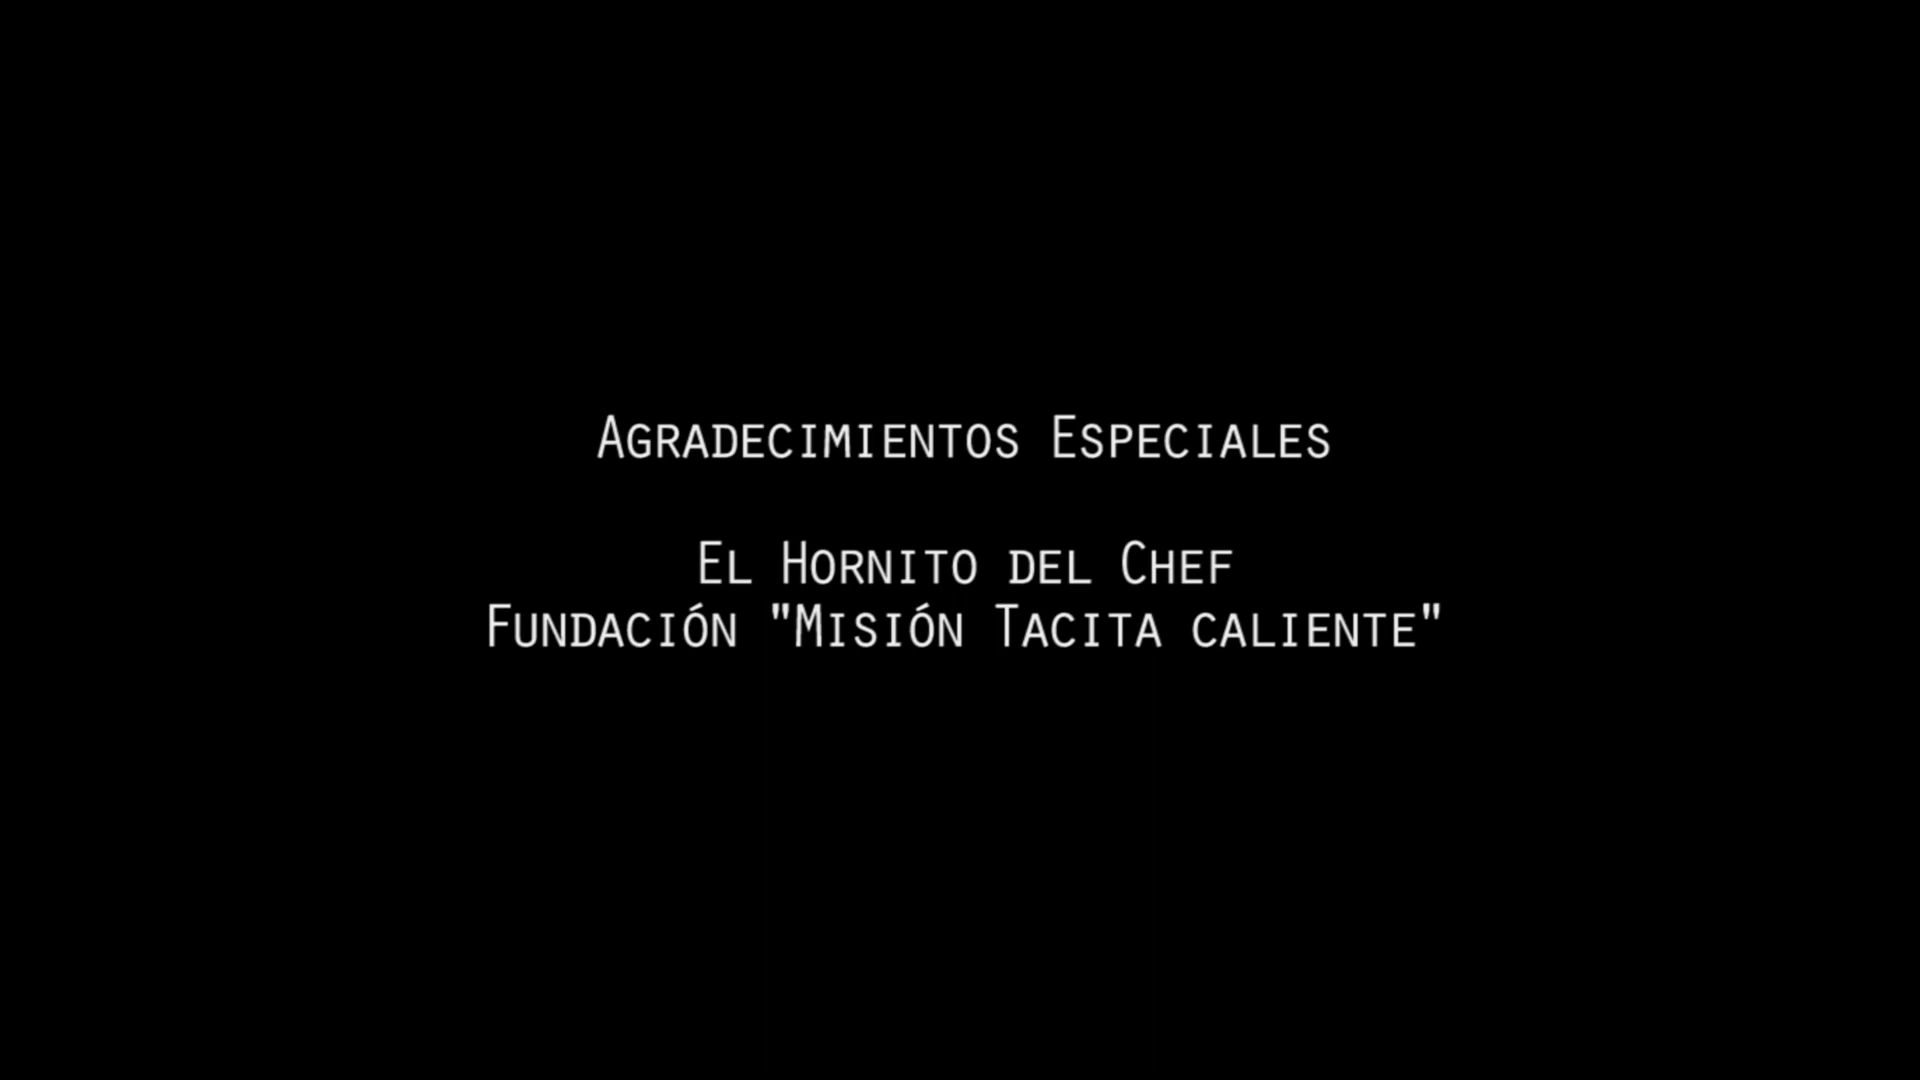 Agradecimientos Especiales
El Hornito del Chef
Fundación "Misión Tacita caliente"